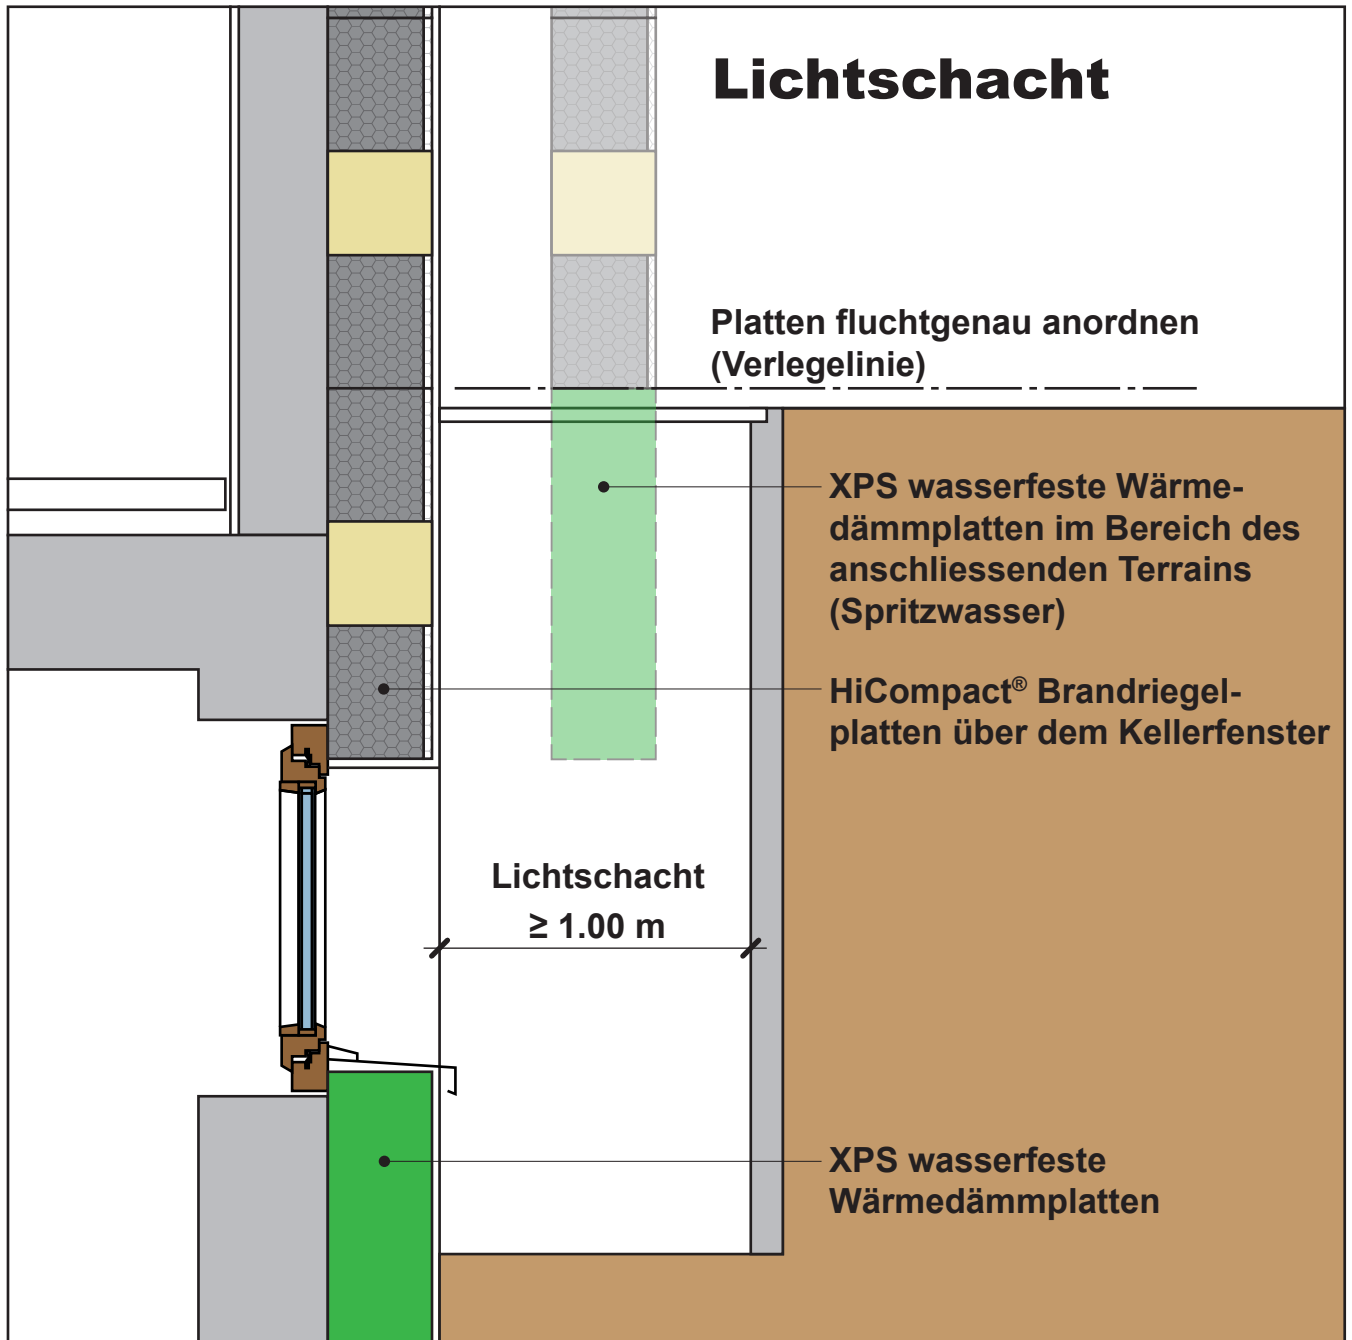 Lichtschacht
Platten fluchtgenau anordnen
(Verlegelinie)
XPS wasserfeste Wärme-
dämmplatten im Bereich des
anschliessenden Terrains
(Spritzwasser)
HiCompact® Brandriegel-
platten über dem Kellerfenster
Lichtschacht
≥ 1.00 m
XPS wasserfeste
Wärmedämmplatten